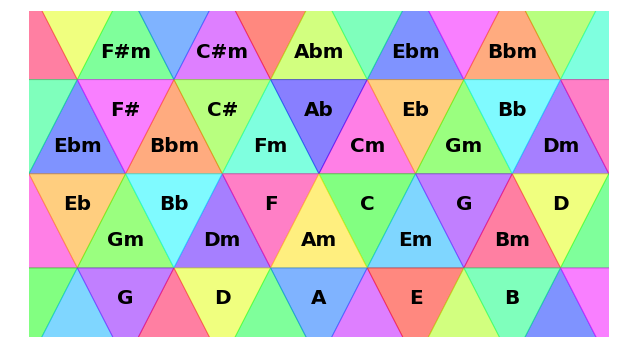 F#m C#m Abm Ebm Bbm
F# C# Ab Eb Bb
Ebm Bbm Fm Cm Gm Dm
Eb Bb F C G D
Gm Dm Am Em Bm
G D A E B